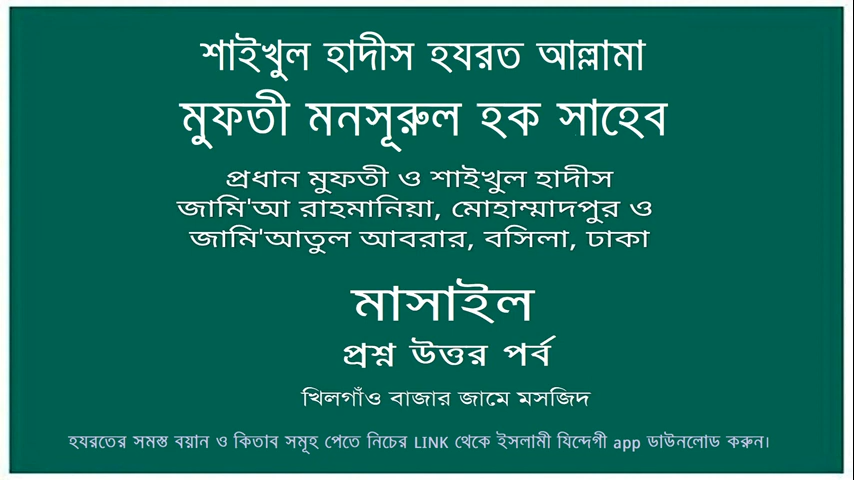 শাইখুল হাদীস হযরত আল্লামা
মুফতী মনসূরুল হক সাহেব
প্রধান মুফতী ও শাইখুল হাদীস
জামি'আ রাহমানিয়া, মোহাম্মাদপুর ও
জামি'আতুল আবরার, বসিলা, ঢাকা
মাসাইল
প্রশ্ন উত্তর পর্ব
খিলগাঁও বাজার জামে মসজিদ
হযরতের সমস্ত বয়ান ও কিতাব সমূহ পেতে নিচের LINK থেকে ইসলামী যিন্দেগী app ডাউনলোড করুন।